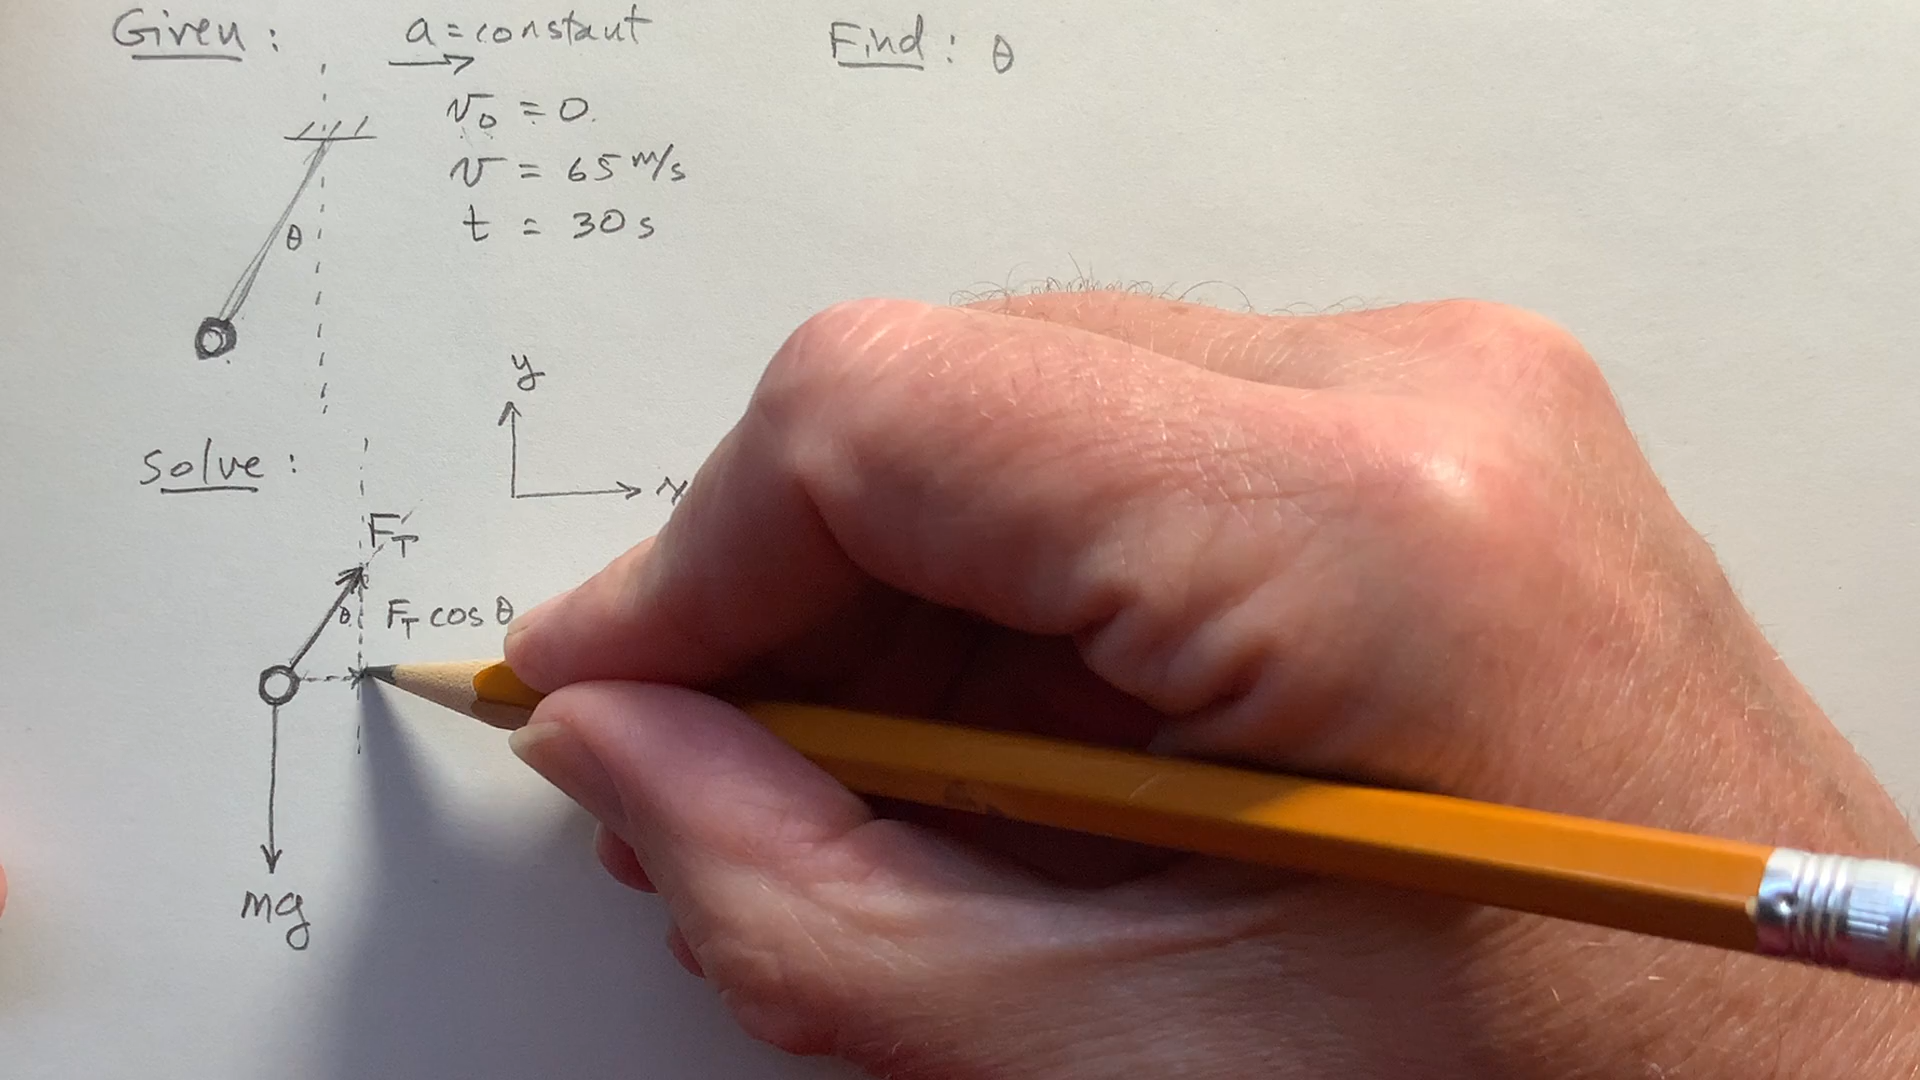 Given :
a = constant
v₀ = 0
v = 65 m/s
t = 30 s
θ
Find : θ
Solve :
y
x
F_T
θ
F_T cos θ
mg